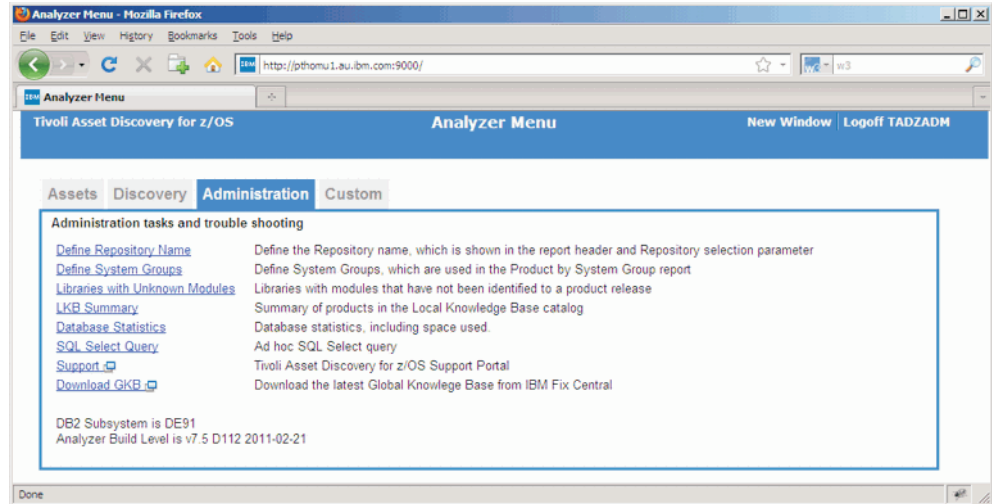 Analyzer Menu - Mozilla Firefox
File Edit View History Bookmarks Tools Help
IBM http://pthomu1.au.ibm.com:9000/ w3
IBM Analyzer Menu
Tivoli Asset Discovery for z/OS Analyzer Menu New Window Logoff TADZADM
Assets Discovery Administration Custom
Administration tasks and trouble shooting
Define Repository Name Define the Repository name, which is shown in the report header and Repository selection parameter
Define System Groups Define System Groups, which are used in the Product by System Group report
Libraries with Unknown Modules Libraries with modules that have not been identified to a product release
LKB Summary Summary of products in the Local Knowledge Base catalog
Database Statistics Database statistics, including space used.
SQL Select Query Ad hoc SQL Select query
Support Tivoli Asset Discovery for z/OS Support Portal
Download GKB Download the latest Global Knowlege Base from IBM Fix Central
DB2 Subsystem is DE91
Analyzer Build Level is v7.5 D112 2011-02-21
Done